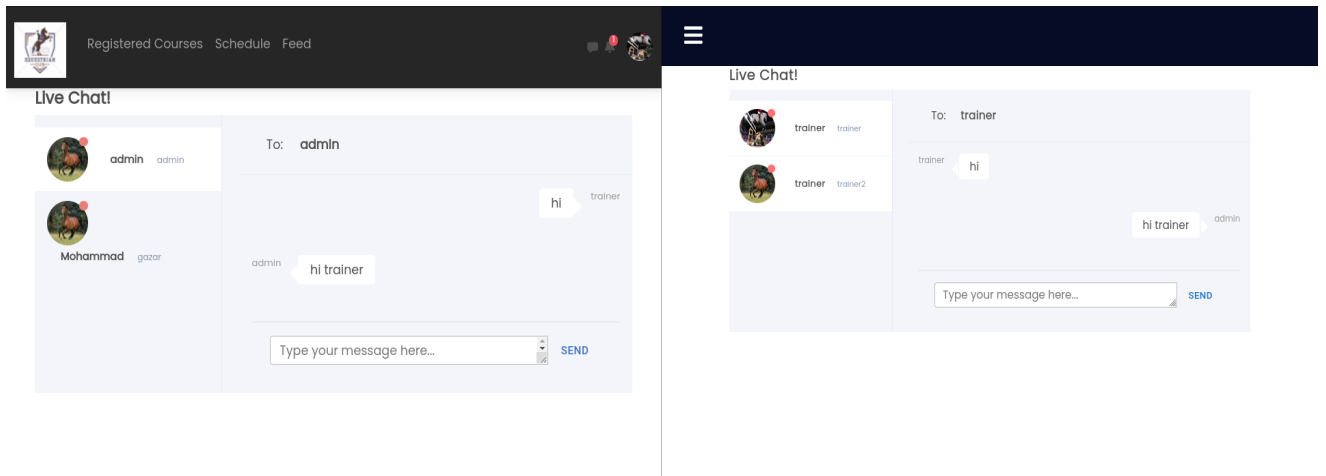 EQUESTRIAN
Registered Courses Schedule Feed
1
Live Chat!
admin admin
Mohammad gazar
To: admin
hi trainer
admin hi trainer
Type your message here... SEND
Live Chat!
trainer trainer
trainer trainer2
To: trainer
trainer hi
hi trainer admin
Type your message here... SEND